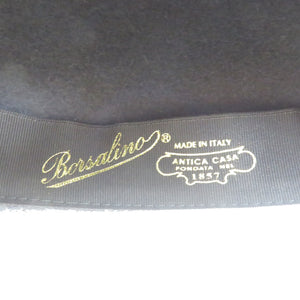 Borsalino®
MADE IN ITALY
ANTICA CASA
FONDATA NEL
1857